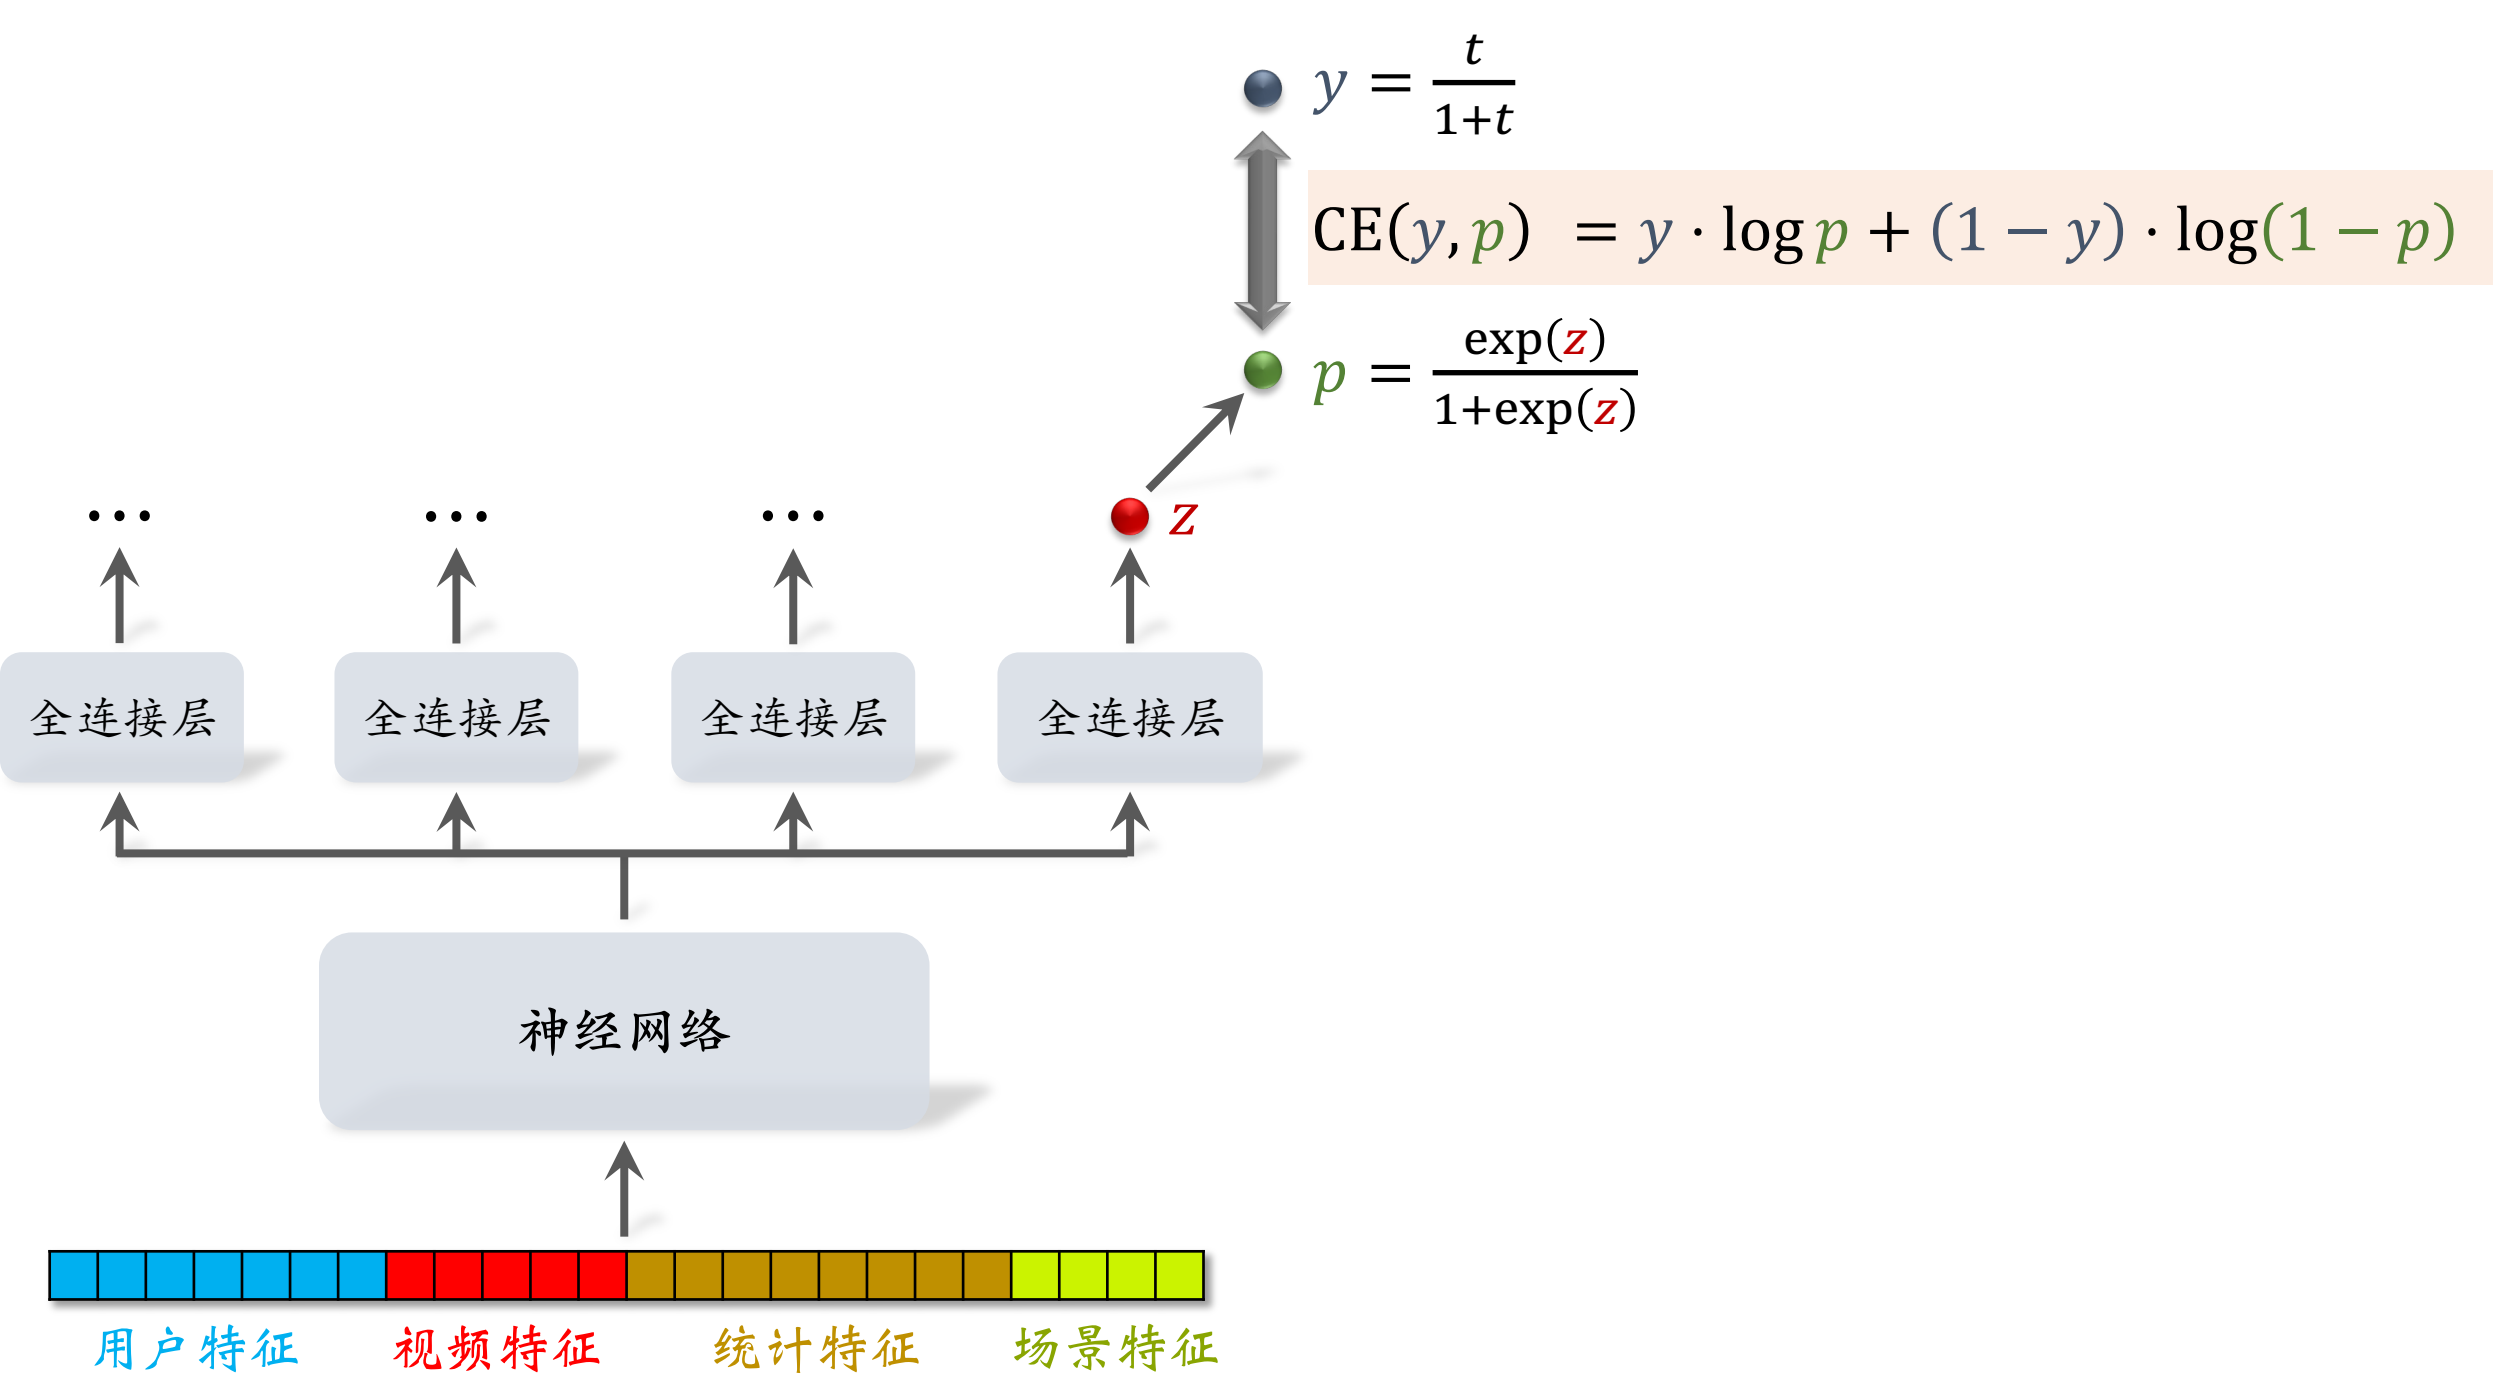 y = t/(1+t)
CE(y, p) = y · log p + (1 − y) · log(1 − p)
p = exp(z)/(1+exp(z))
... ... ... z
全连接层 全连接层 全连接层 全连接层
神经网络
用户特征 视频特征 统计特征 场景特征